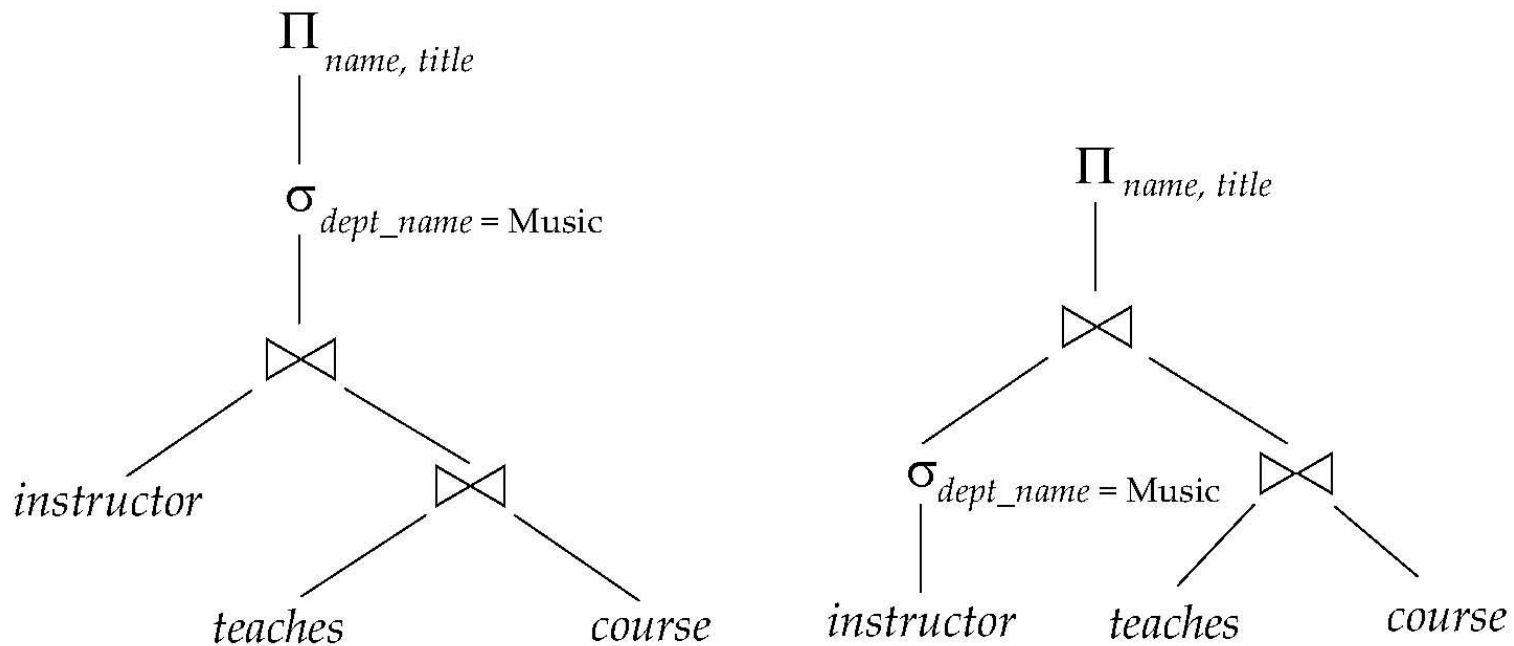 Π name, title
σ dept_name = Music
instructor
teaches
course
Π name, title
σ dept_name = Music
instructor
teaches
course